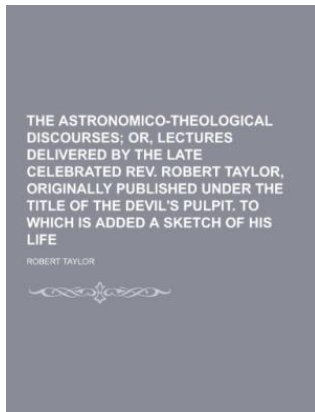 THE ASTRONOMICO-THEOLOGICAL
DISCOURSES; OR, LECTURES
DELIVERED BY THE LATE
CELEBRATED REV. ROBERT TAYLOR,
ORIGINALLY PUBLISHED UNDER THE
TITLE OF THE DEVIL'S PULPIT. TO
WHICH IS ADDED A SKETCH OF HIS
LIFE
ROBERT TAYLOR